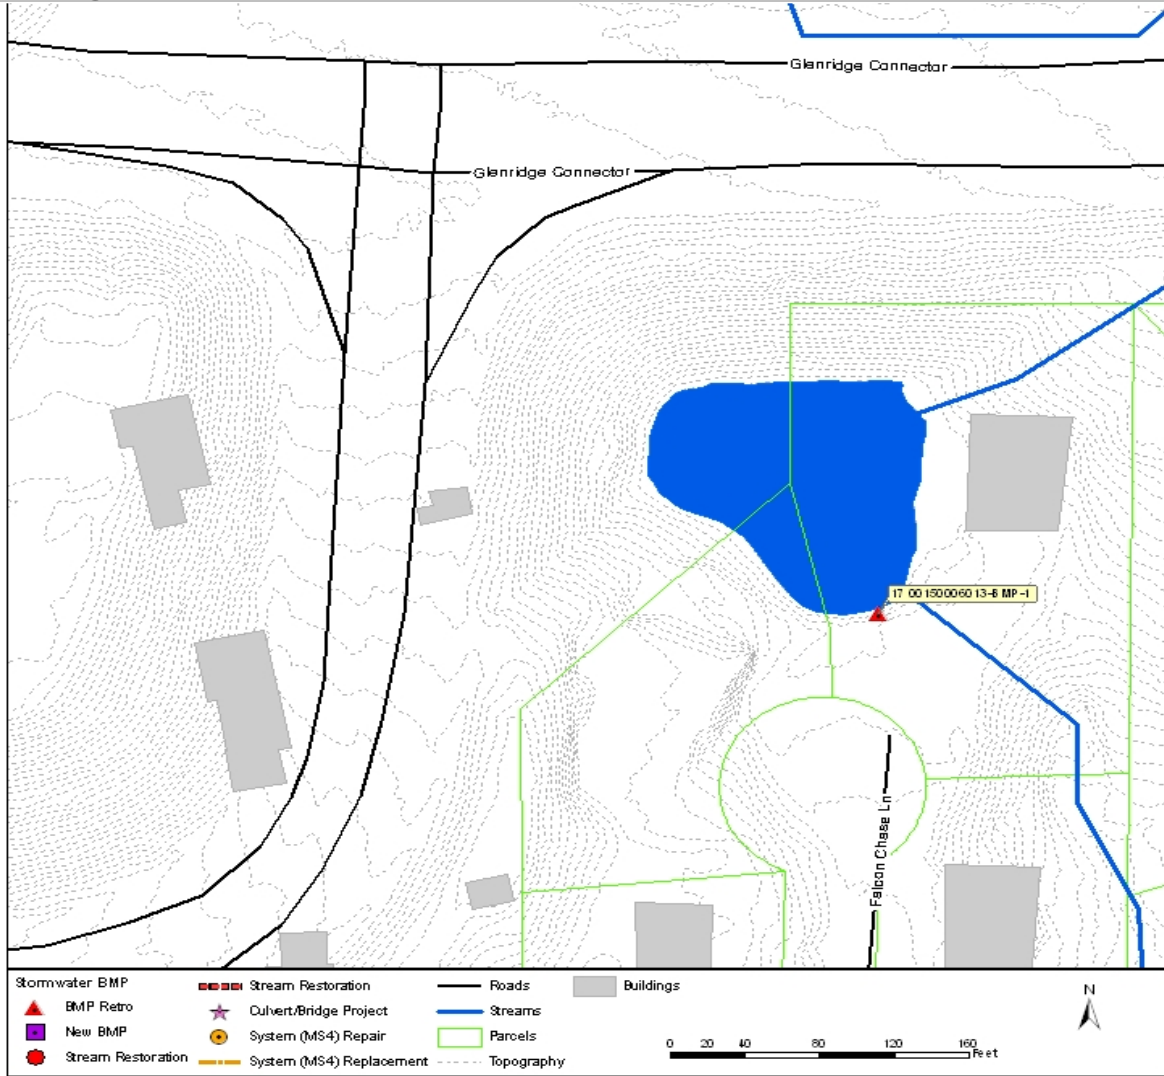 Glenridge Connector
Glenridge Connector
17 00150006013-BMP-1
Falcon Chase Ln
Stormwater BMP
BMP Retro
New BMP
Stream Restoration
Stream Restoration
Culvert/Bridge Project
System (MS4) Repair
System (MS4) Replacement
Roads
Streams
Parcels
Topography
Buildings
N
0 20 40 80 120 160
Feet